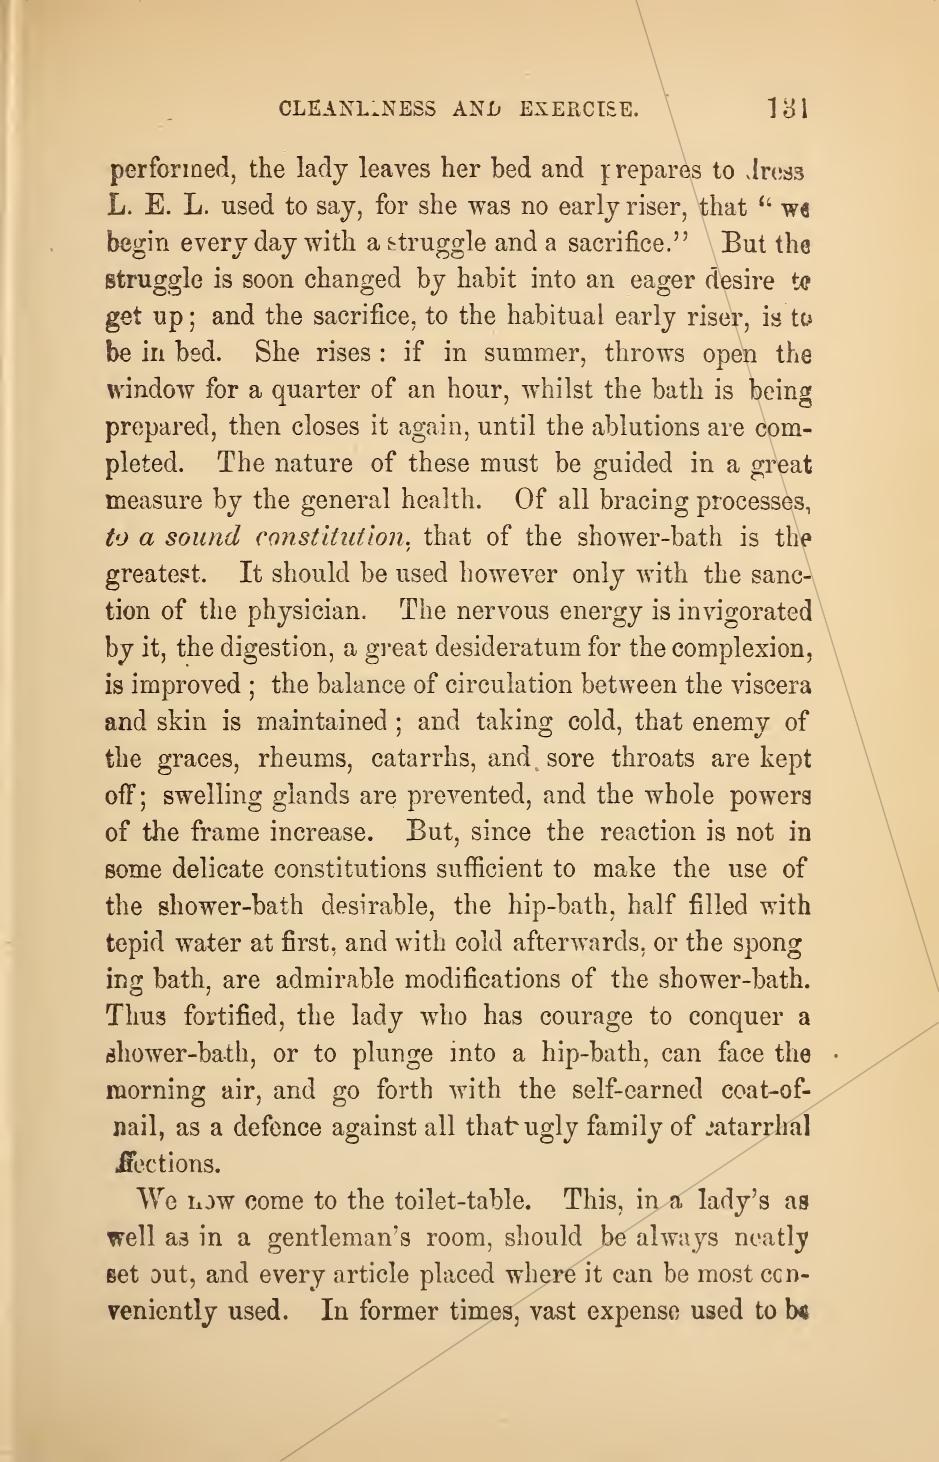 CLEANLINESS AND EXERCISE. 131
performed, the lady leaves her bed and prepares to dress
L. E. L. used to say, for she was no early riser, that “ we
begin every day with a struggle and a sacrifice.” But the
struggle is soon changed by habit into an eager desire to
get up; and the sacrifice, to the habitual early riser, is to
be in bed. She rises: if in summer, throws open the
window for a quarter of an hour, whilst the bath is being
prepared, then closes it again, until the ablutions are com-
pleted. The nature of these must be guided in a great
measure by the general health. Of all bracing processes,
to a sound constitution, that of the shower-bath is the
greatest. It should be used however only with the sanc-
tion of the physician. The nervous energy is invigorated
by it, the digestion, a great desideratum for the complexion,
is improved; the balance of circulation between the viscera
and skin is maintained; and taking cold, that enemy of
the graces, rheums, catarrhs, and sore throats are kept
off; swelling glands are prevented, and the whole powers
of the frame increase. But, since the reaction is not in
some delicate constitutions sufficient to make the use of
the shower-bath desirable, the hip-bath, half filled with
tepid water at first, and with cold afterwards, or the spong
ing bath, are admirable modifications of the shower-bath.
Thus fortified, the lady who has courage to conquer a
shower-bath, or to plunge into a hip-bath, can face the
morning air, and go forth with the self-earned coat-of-
nail, as a defence against all that ugly family of catarrhal
ffections.
We now come to the toilet-table. This, in a lady’s as
well as in a gentleman’s room, should be always neatly
set out, and every article placed where it can be most con-
veniently used. In former times, vast expense used to be